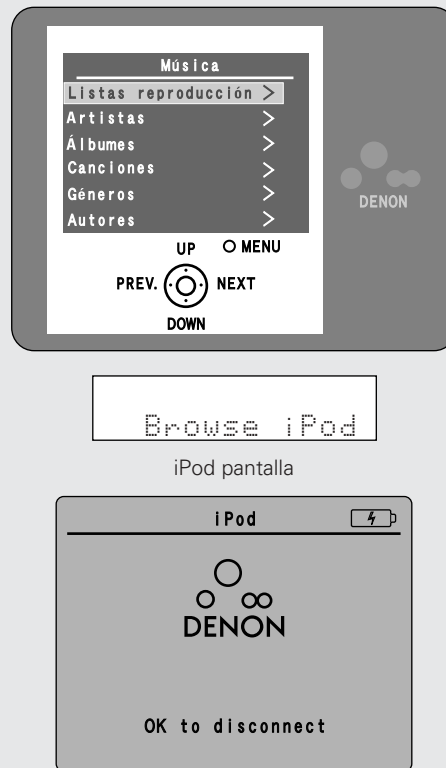 Música
Listas reproducción >
Artistas >
Álbumes >
Canciones >
Géneros >
Autores >
DENON
UP O MENU
PREV. NEXT
DOWN
Browse iPod
iPod pantalla
iPod
DENON
OK to disconnect